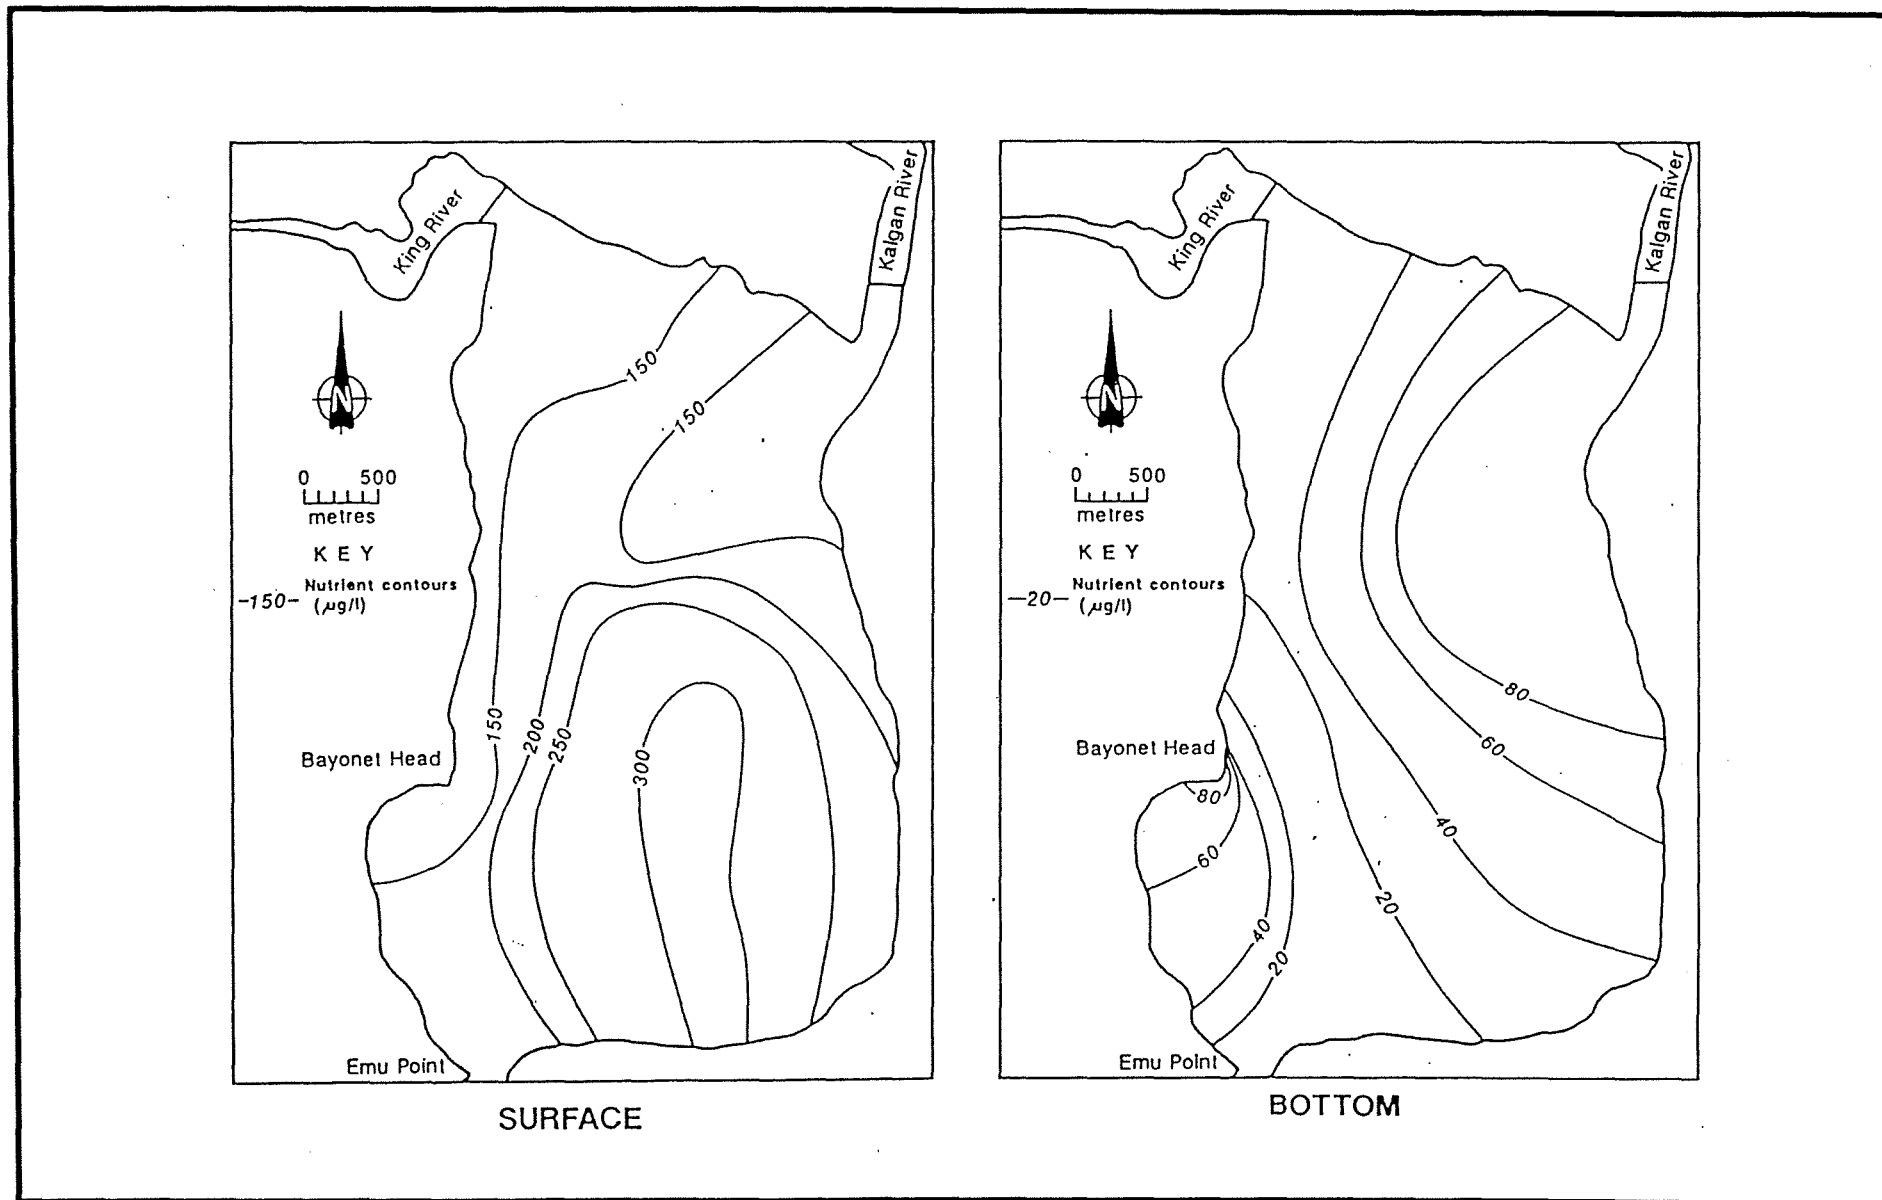 King River
Kalgan River
N
0 500
metres
KEY
-150- Nutrient contours
(µg/l)
150
150
150
200
250
300
Bayonet Head
Emu Point
SURFACE
King River
Kalgan River
N
0 500
metres
KEY
-20- Nutrient contours
(µg/l)
80
60
40
20
Bayonet Head
80
60
40
20
Emu Point
BOTTOM